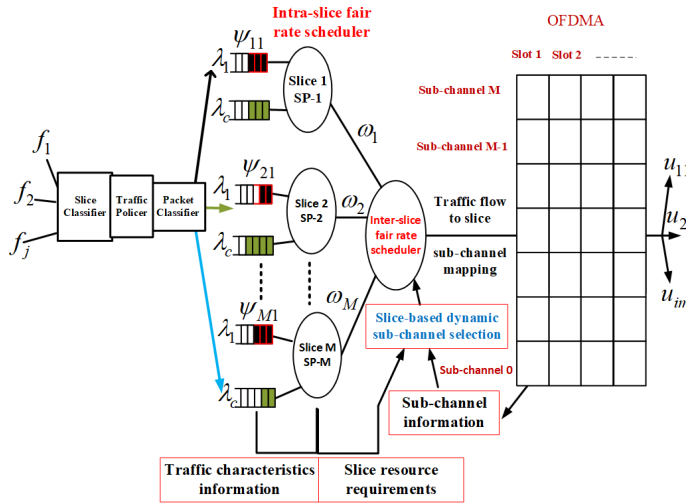 Intra-slice fair
rate scheduler
OFDMA
Slot 1 Slot 2
ψ11
λ1
Slice 1
SP-1
λc
ω1
Sub-channel M
Sub-channel M-1
f1
f2
fj
Slice
Classifier
Traffic
Policer
Packet
Classifier
ψ21
λ1
Slice 2
SP-2
λc
ω2
Inter-slice
fair rate
scheduler
Traffic flow
to slice
sub-channel
mapping
u11
u2
uim
ψM1
λ1
Slice M
SP-M
λc
ωM
Slice-based dynamic
sub-channel selection
Sub-channel 0
Sub-channel
information
Traffic characteristics
information
Slice resource
requirements